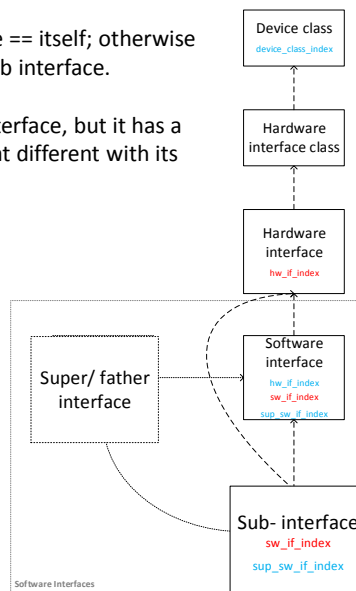 e == itself; otherwise
b interface.
terface, but it has a
nt different with its
Device class
device_class_index
Hardware
interface class
Hardware
interface
hw_if_index
Software
interface
hw_if_index
sw_if_index
sup_sw_if_index
Super/ father
interface
Sub- interface
sw_if_index
sup_sw_if_index
Software Interfaces